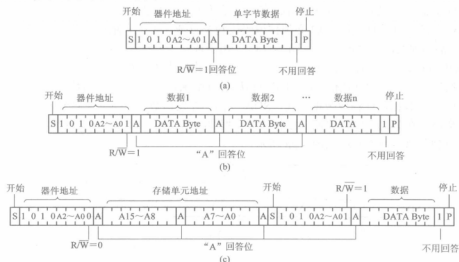 开始 器件地址 单字节数据 停止
S 1 0 1 0 A2～A0 1 A DATA Byte 1 P
R/W̅=1回答位 不用回答
(a)
开始 器件地址 数据1 数据2 … 数据n 停止
S 1 0 1 0 A2～A0 1 A DATA Byte A DATA Byte A DATA 1 P
R/W̅=1 “A”回答位 不用回答
(b)
开始 器件地址 存储单元地址 开始 R/W̅=1 数据 停止
S 1 0 1 0 A2～A0 0 A A15～A8 A A7～A0 A S 1 0 1 0 A2～A0 1 A DATA Byte 1 P
R/W̅=0 “A”回答位 不用回答
(c)